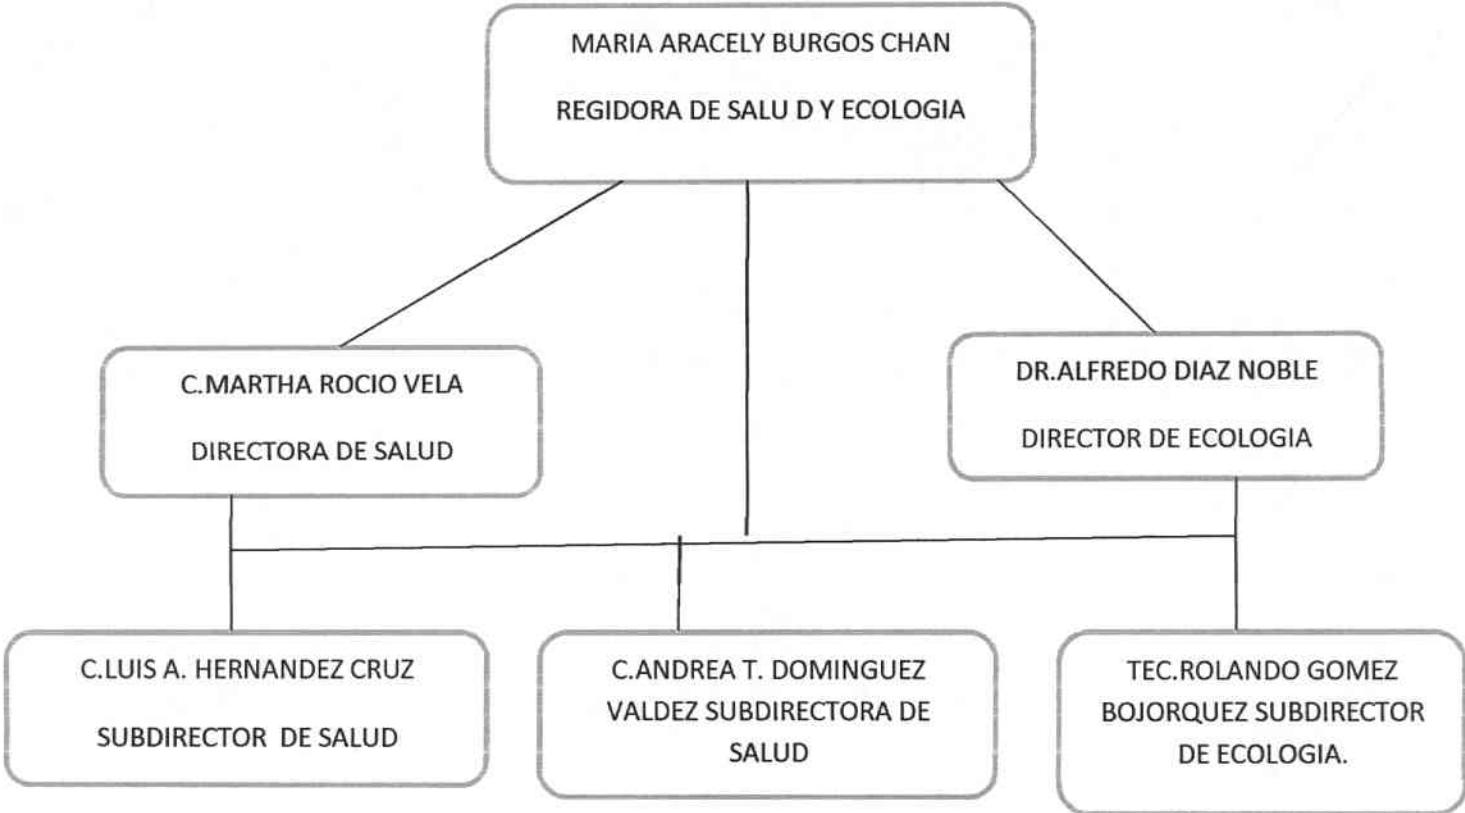 MARIA ARACELY BURGOS CHAN
REGIDORA DE SALU D Y ECOLOGIA
C.MARTHA ROCIO VELA
DIRECTORA DE SALUD
DR.ALFREDO DIAZ NOBLE
DIRECTOR DE ECOLOGIA
C.LUIS A. HERNANDEZ CRUZ
SUBDIRECTOR DE SALUD
C.ANDREA T. DOMINGUEZ
VALDEZ SUBDIRECTORA DE
SALUD
TEC.ROLANDO GOMEZ
BOJORQUEZ SUBDIRECTOR
DE ECOLOGIA.